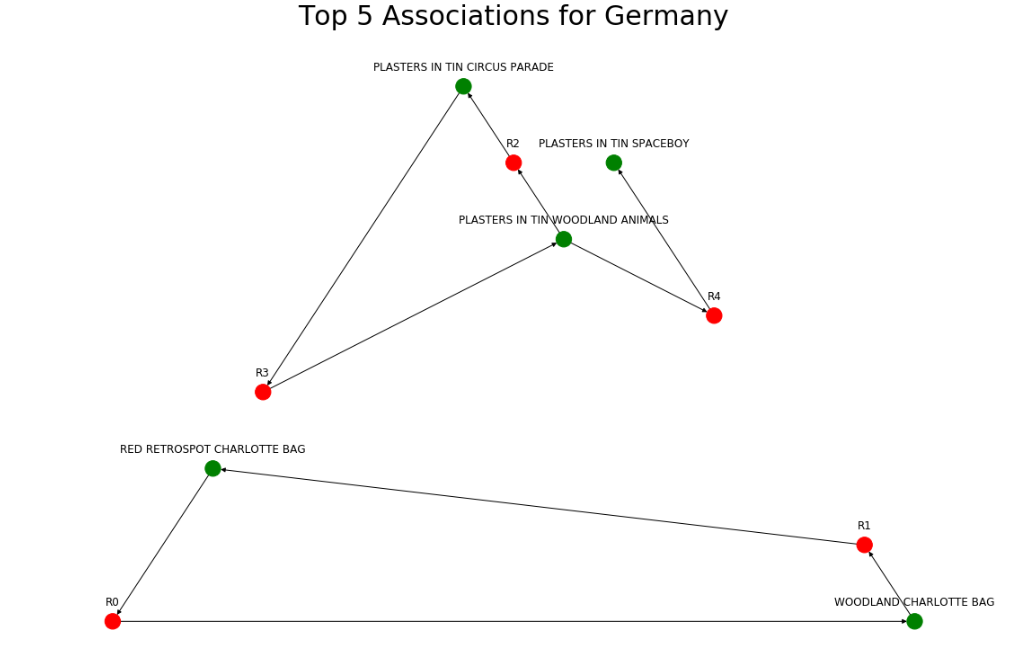 Top 5 Associations for Germany
PLASTERS IN TIN CIRCUS PARADE
R2
PLASTERS IN TIN SPACEBOY
PLASTERS IN TIN WOODLAND ANIMALS
R4
R3
RED RETROSPOT CHARLOTTE BAG
R1
R0
WOODLAND CHARLOTTE BAG